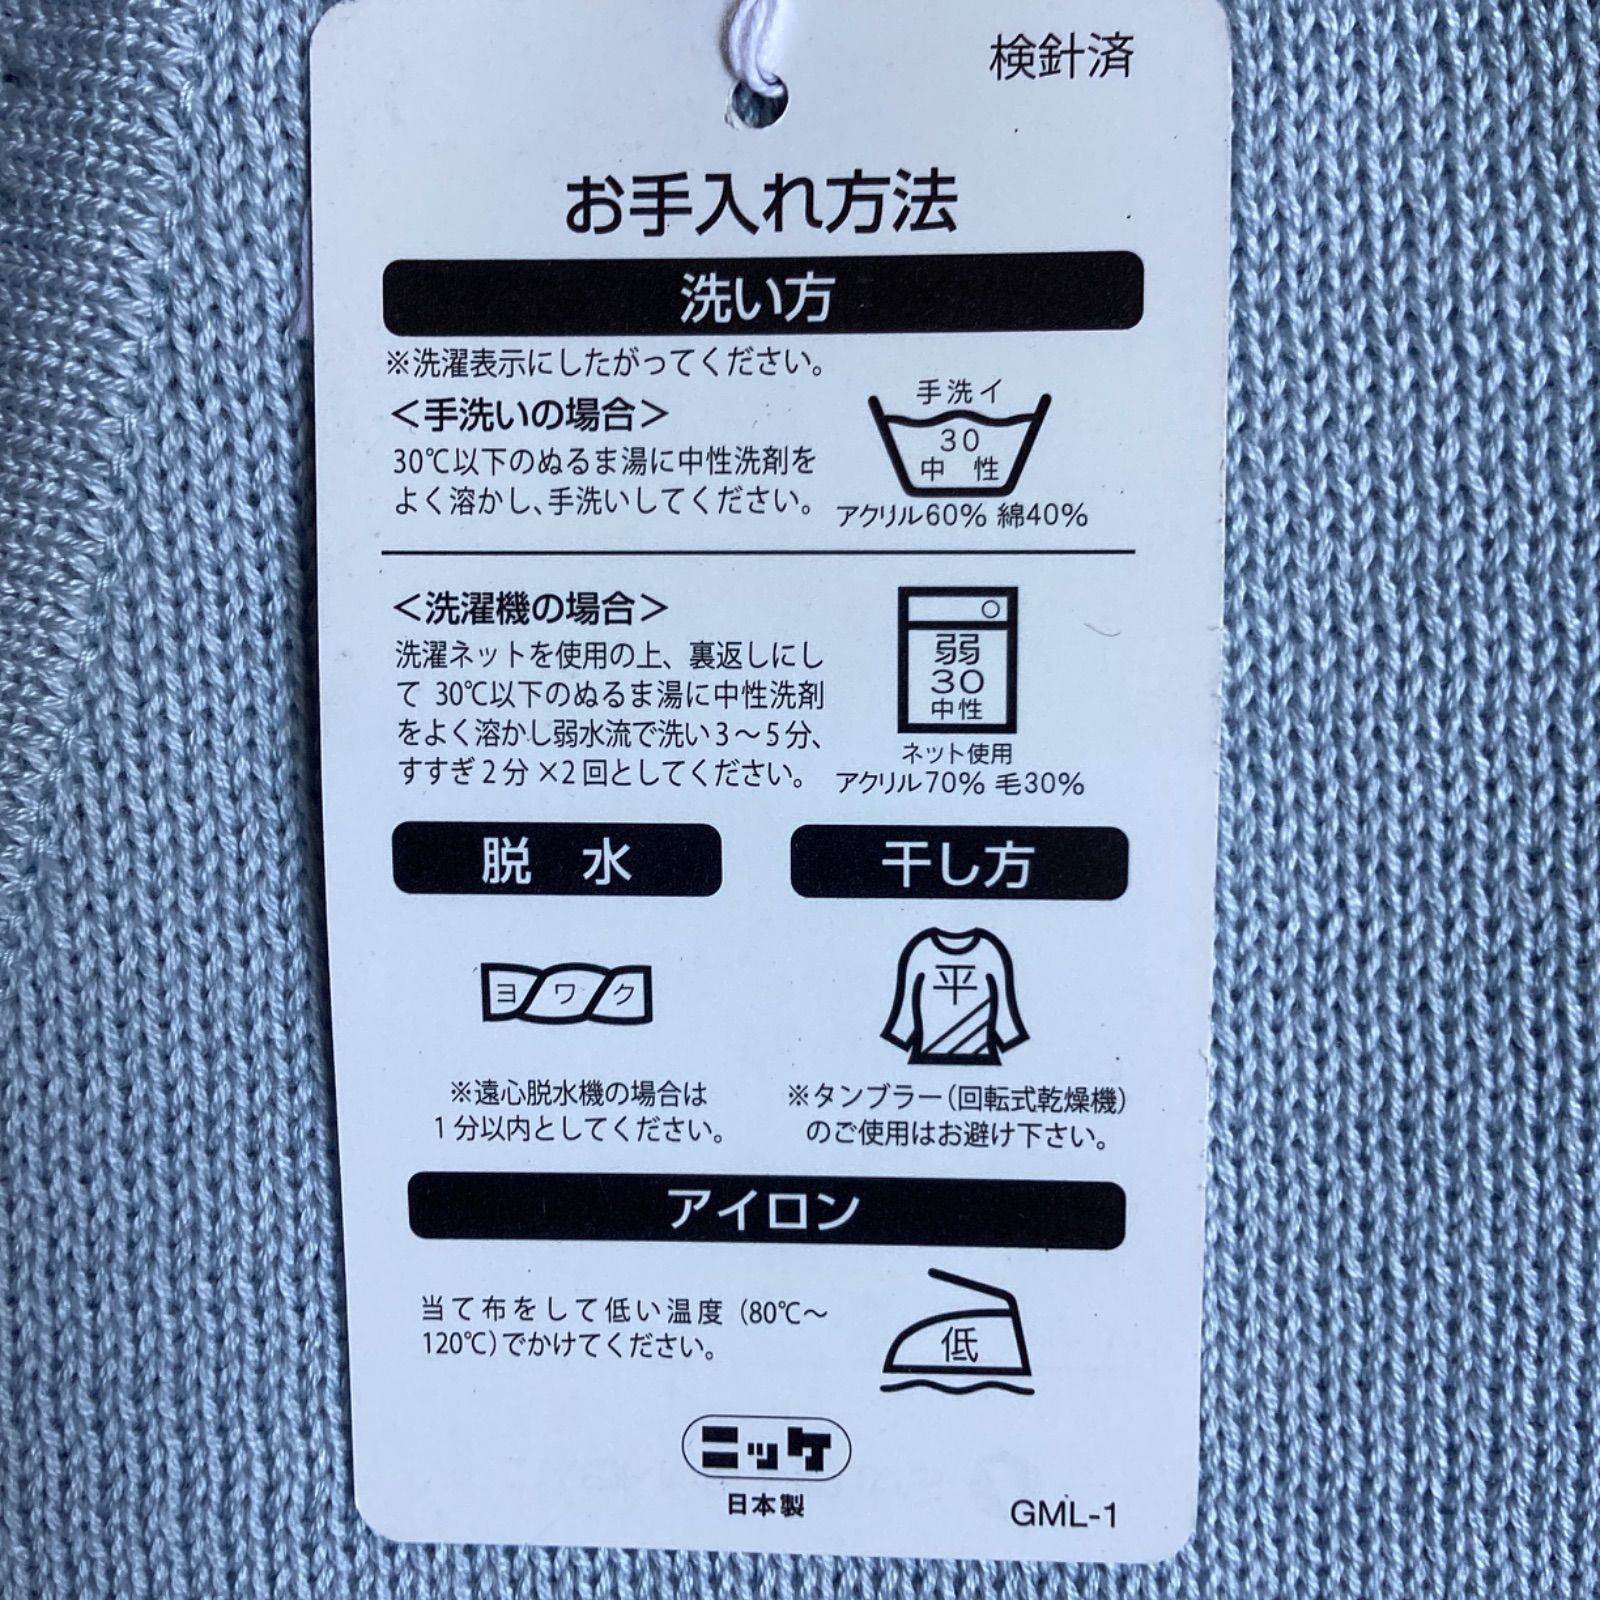 検針済
お手入れ方法
洗い方
※洗濯表示にしたがってください。
＜手洗いの場合＞
30℃以下のぬるま湯に中性洗剤を
よく溶かし、手洗いしてください。
手洗イ
30
中 性
アクリル60% 綿40%
＜洗濯機の場合＞
洗濯ネットを使用の上、裏返しにし
て 30℃以下のぬるま湯に中性洗剤
をよく溶かし弱水流で洗い3～5分、
すすぎ2分×2回としてください。
弱
30
中性
ネット使用
アクリル70% 毛30%
脱 水
ヨワク
※遠心脱水機の場合は
1分以内としてください。
干し方
平
※タンブラー(回転式乾燥機)
のご使用はお避け下さい。
アイロン
当て布をして低い温度 (80℃～
120℃)でかけてください。
低
ニッケ
日本製
GML-1